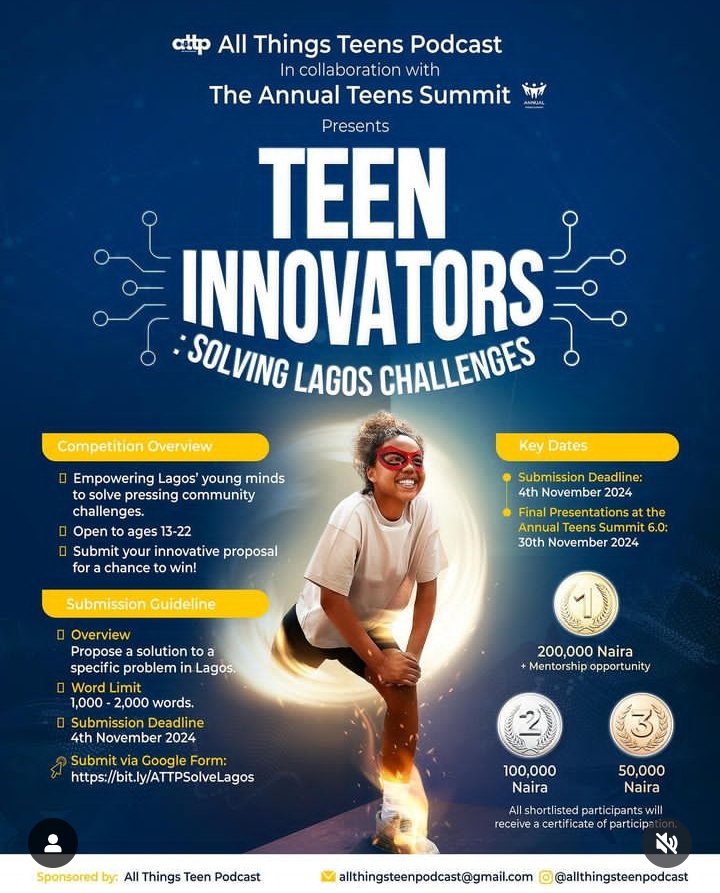 attp All Things Teens Podcast
In collaboration with
The Annual Teens Summit
ANNUAL
Presents
TEEN
INNOVATORS
: SOLVING LAGOS CHALLENGES
Competition Overview
Empowering Lagos' young minds
to solve pressing community
challenges.
Open to ages 13-22
Submit your innovative proposal
for a chance to win!
Submission Guideline
Overview
Propose a solution to a
specific problem in Lagos.
Word Limit
1,000 - 2,000 words.
Submission Deadline
4th November 2024
Submit via Google Form:
https://bit.ly/ATTPSolveLagos
Key Dates
Submission Deadline:
4th November 2024
Final Presentations at the
Annual Teens Summit 6.0:
30th November 2024
1
200,000 Naira
+ Mentorship opportunity
2
100,000
Naira
3
50,000
Naira
All shortlisted participants will
receive a certificate of participation.
Sponsored by: All Things Teen Podcast
allthingsteenpodcast@gmail.com
@allthingsteenpodcast